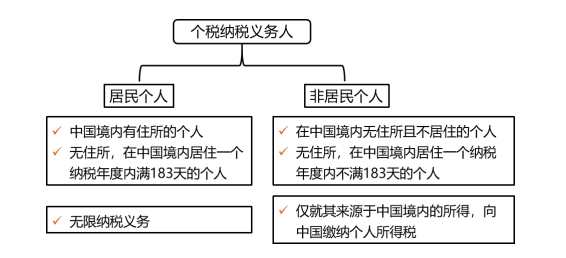 个税纳税义务人
居民个人
非居民个人
✓ 中国境内有住所的个人
✓ 无住所，在中国境内居住一个
纳税年度内满183天的个人
✓ 在中国境内无住所且不居住的个人
✓ 无住所，在中国境内居住一个纳税
年度内不满183天的个人
✓ 无限纳税义务
✓ 仅就其来源于中国境内的所得，向
中国缴纳个人所得税